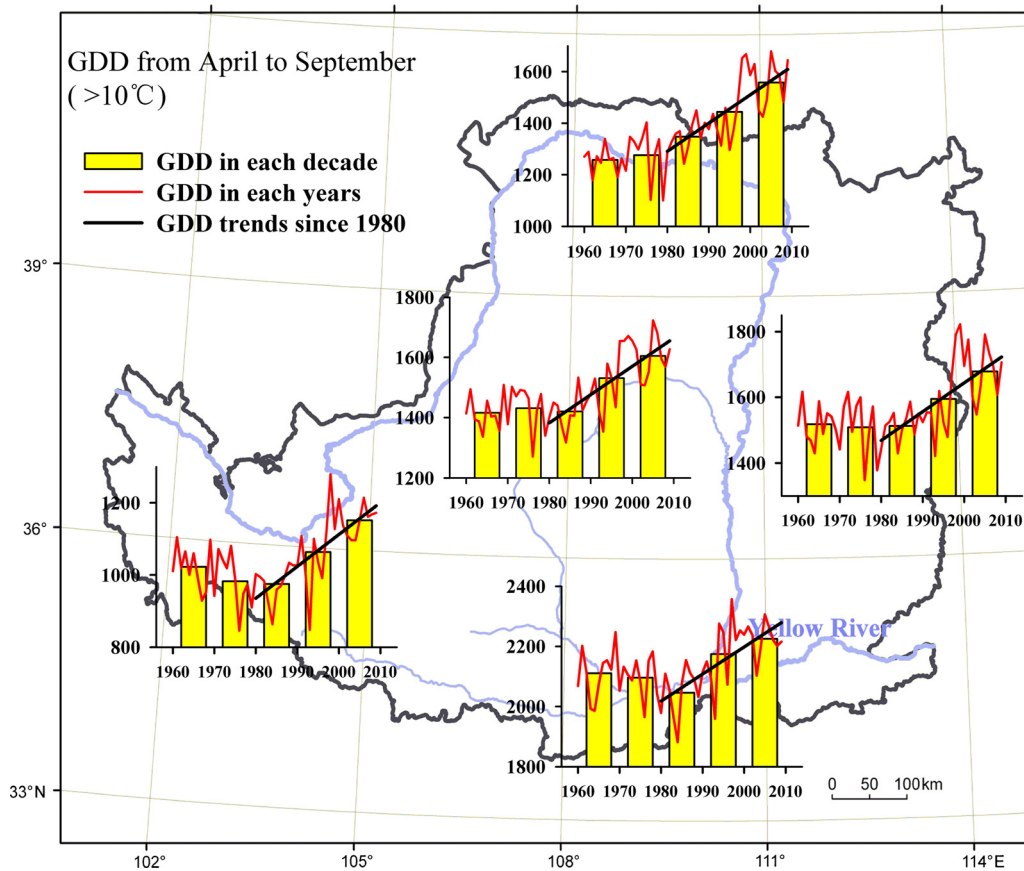 GDD from April to September
( >10℃)
GDD in each decade
GDD in each years
GDD trends since 1980
1600
1400
1200
1000
1960 1970 1980 1990 2000 2010
39°
1800
1600
1400
1200
1960 1970 1980 1990 2000 2010
1800
1600
1400
1960 1970 1980 1990 2000 2010
36°
1200
1000
800
1960 1970 1980 1990 2000 2010
2400
2200
2000
1800
1960 1970 1980 1990 2000 2010
Yellow River
0 50 100km
33°N
102° 105° 108° 111° 114°E